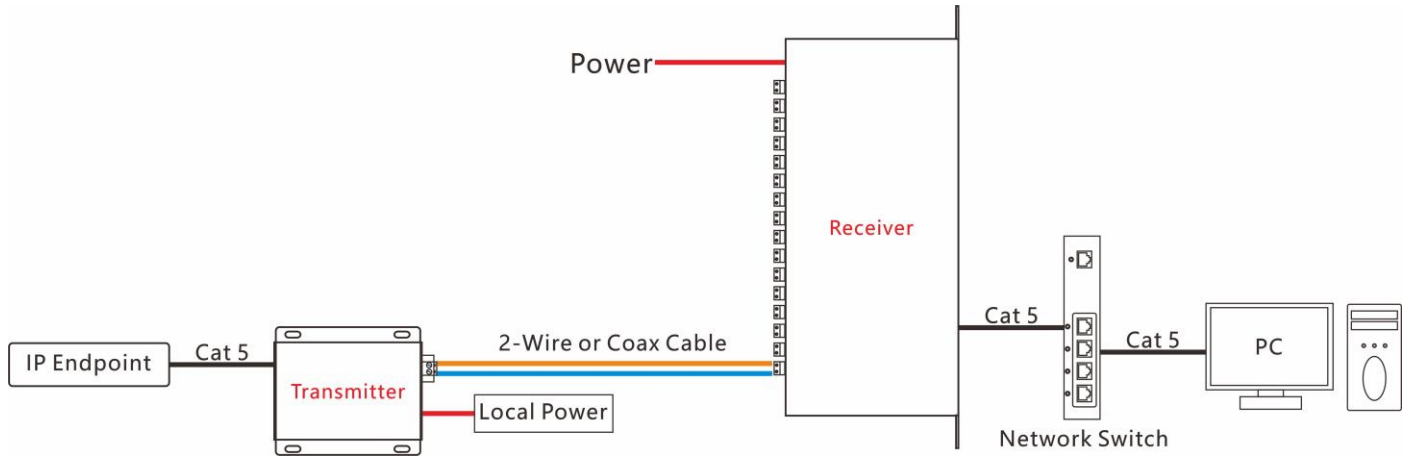 Power
Receiver
Cat 5
Cat 5
PC
Network Switch
IP Endpoint
Cat 5
Transmitter
2-Wire or Coax Cable
Local Power